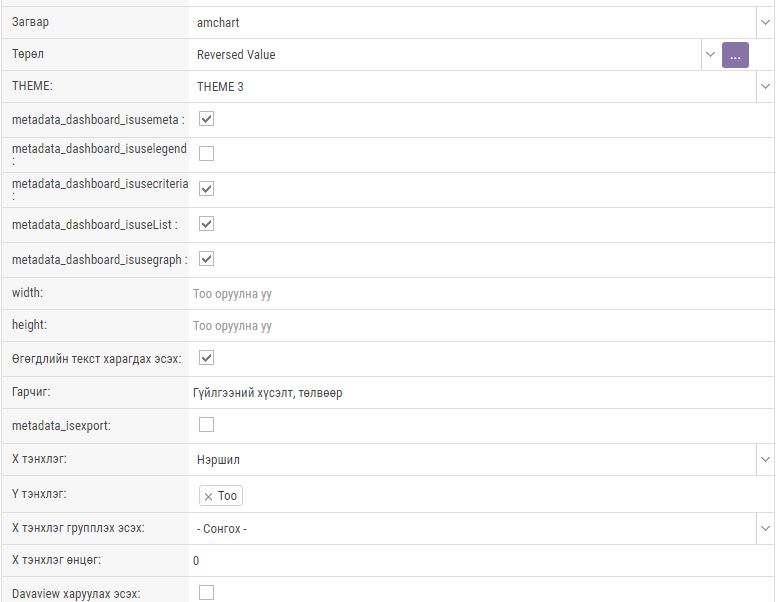 Загвар
amchart
Төрөл
Reversed Value
...
THEME:
THEME 3
metadata_dashboard_isusemeta :
metadata_dashboard_isuselegend
:
metadata_dashboard_isusecriteria
:
metadata_dashboard_isuseList :
metadata_dashboard_isusegraph :
width:
Тоо оруулна уу
height:
Тоо оруулна уу
Өгөгдлийн текст харагдах эсэх:
Гарчиг:
Гүйлгээний хүсэлт, төлвөөр
metadata_isexport:
X тэнхлэг:
Нэршил
Y тэнхлэг:
× Тоо
X тэнхлэг групплэх эсэх:
- Сонгох -
X тэнхлэг өнцөг:
0
Davaview харуулах эсэх: